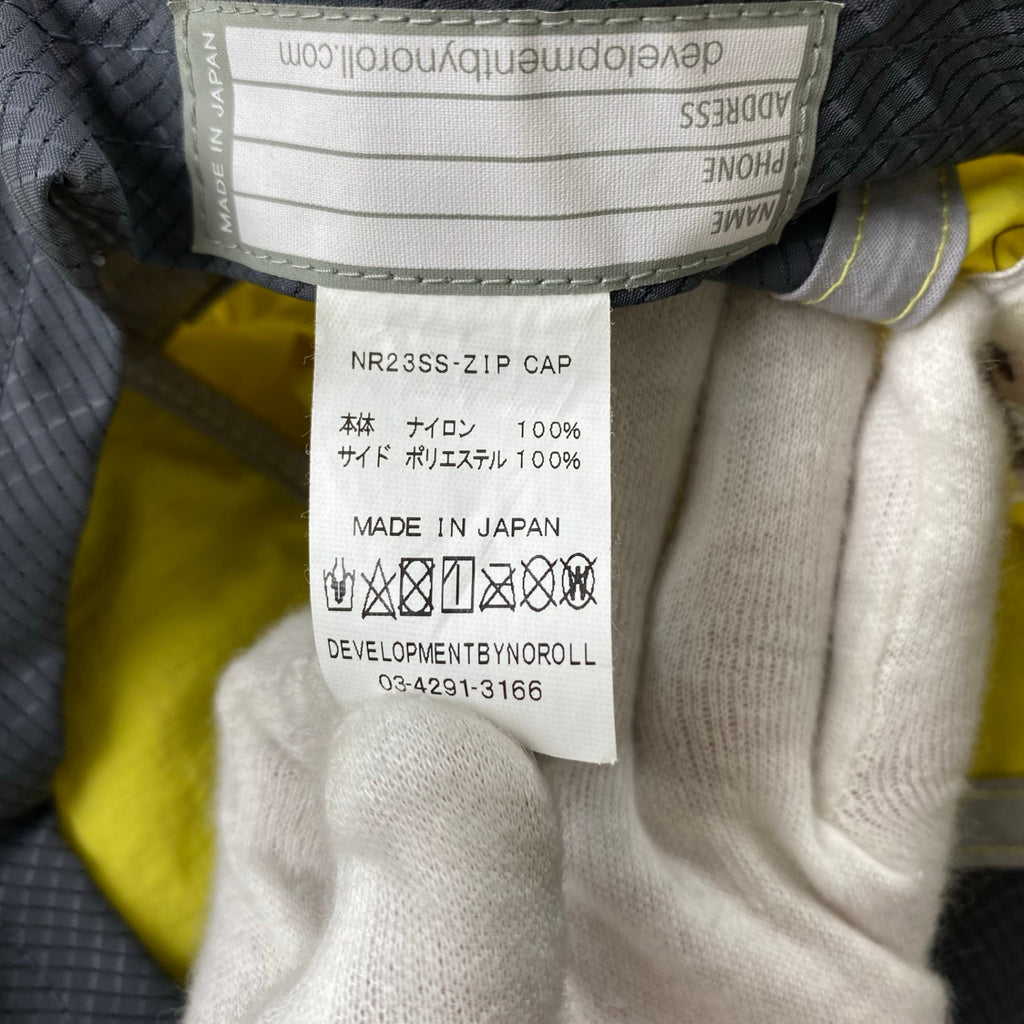 developmentbynoroll.com
ADDRESS
PHONE
NAME
MADE IN JAPAN
NR23SS-ZIP CAP
本体 ナイロン 100%
サイド ポリエステル 100%
MADE IN JAPAN
W
DEVELOPMENTBYNOROLL
03-4291-3166